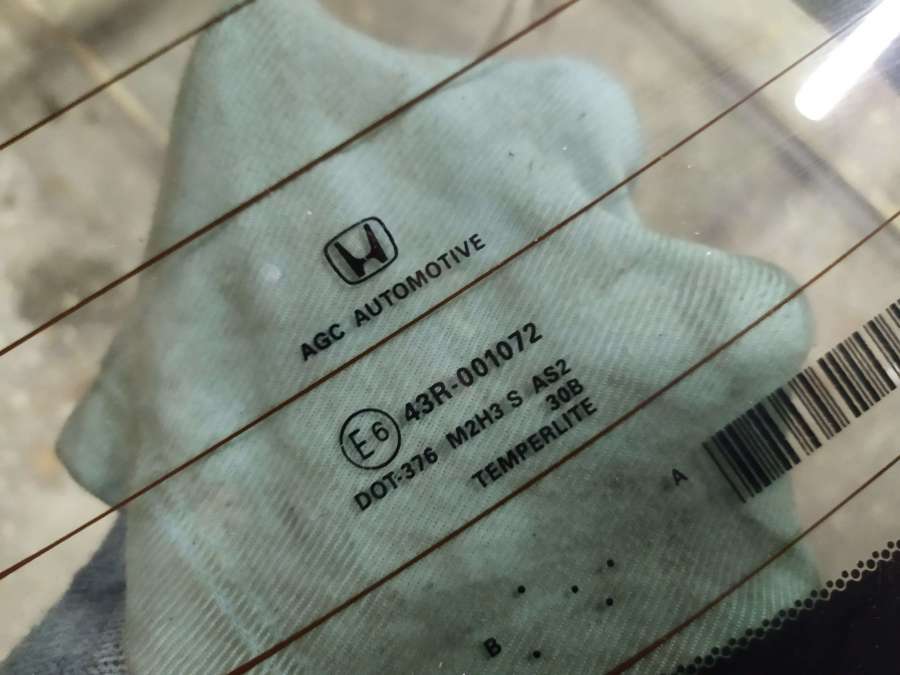 AGC AUTOMOTIVE
E6 43R-001072
DOT-376 M2H3 S AS2
30B
TEMPERLITE
A
B